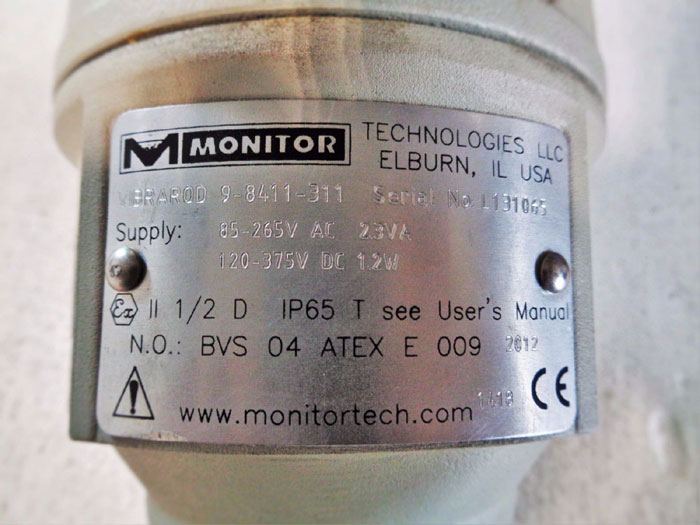 MONITOR
TECHNOLOGIES LLC
ELBURN, IL USA
VIBRAROD 9-8411-311 Serial No. L131065
Supply: 85-265V AC 2.3VA
120-375V DC 1.2W
Ex II 1/2 D IP65 T see User's Manual
N.O.: BVS 04 ATEX E 009 2012
www.monitortech.com CE